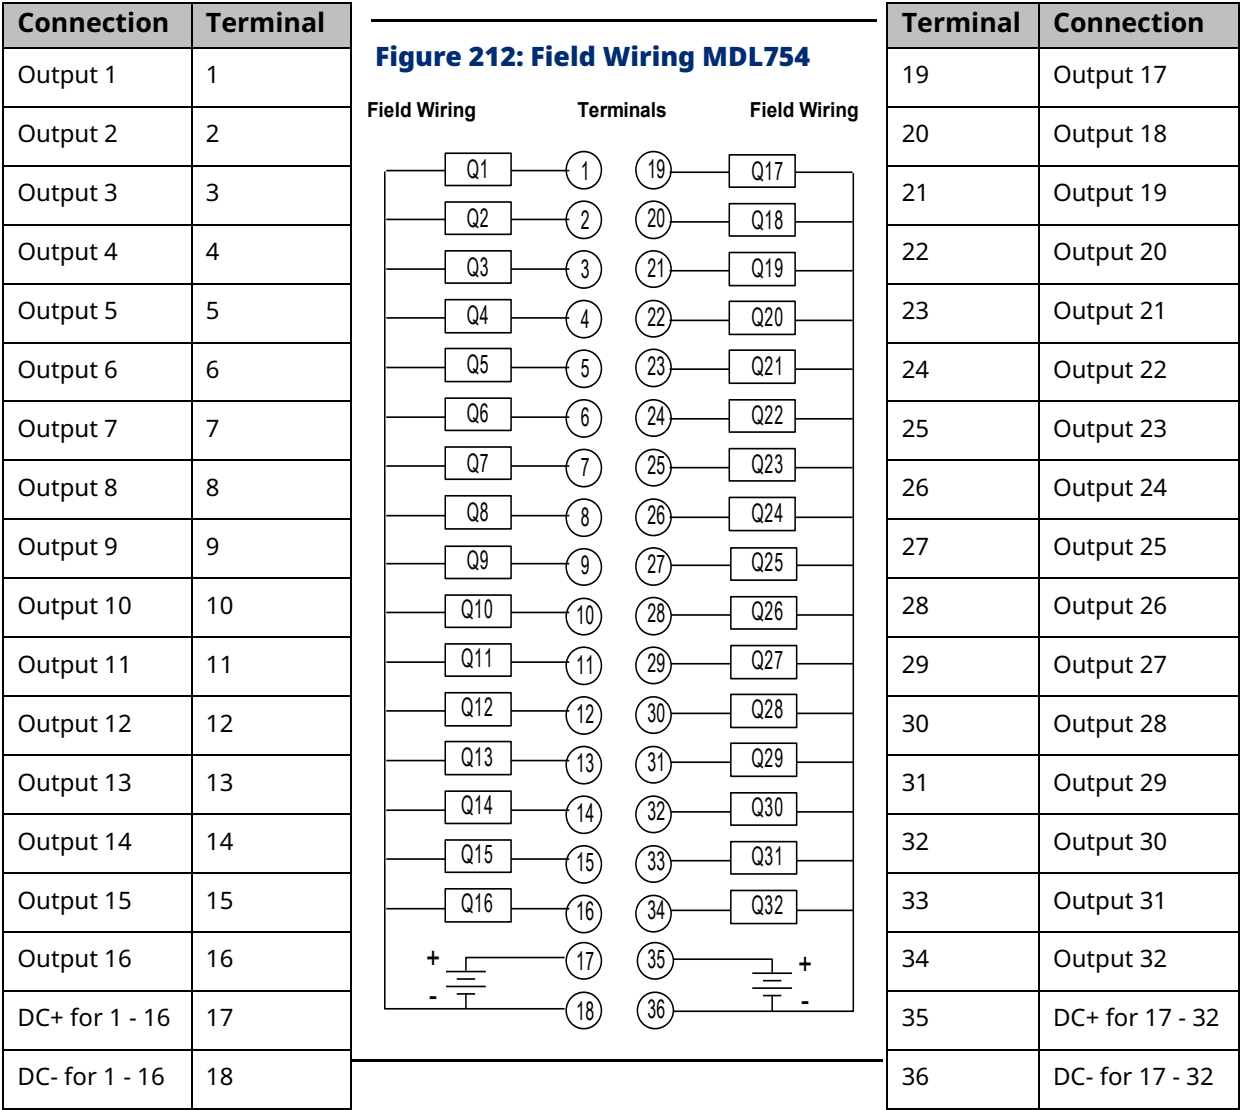 Connection Terminal
Output 1 1
Output 2 2
Output 3 3
Output 4 4
Output 5 5
Output 6 6
Output 7 7
Output 8 8
Output 9 9
Output 10 10
Output 11 11
Output 12 12
Output 13 13
Output 14 14
Output 15 15
Output 16 16
DC+ for 1 - 16 17
DC- for 1 - 16 18
Figure 212: Field Wiring MDL754
Field Wiring Terminals Field Wiring
Q1 1 19 Q17
Q2 2 20 Q18
Q3 3 21 Q19
Q4 4 22 Q20
Q5 5 23 Q21
Q6 6 24 Q22
Q7 7 25 Q23
Q8 8 26 Q24
Q9 9 27 Q25
Q10 10 28 Q26
Q11 11 29 Q27
Q12 12 30 Q28
Q13 13 31 Q29
Q14 14 32 Q30
Q15 15 33 Q31
Q16 16 34 Q32
+ 17 35 +
- 18 36 -
Terminal Connection
19 Output 17
20 Output 18
21 Output 19
22 Output 20
23 Output 21
24 Output 22
25 Output 23
26 Output 24
27 Output 25
28 Output 26
29 Output 27
30 Output 28
31 Output 29
32 Output 30
33 Output 31
34 Output 32
35 DC+ for 17 - 32
36 DC- for 17 - 32